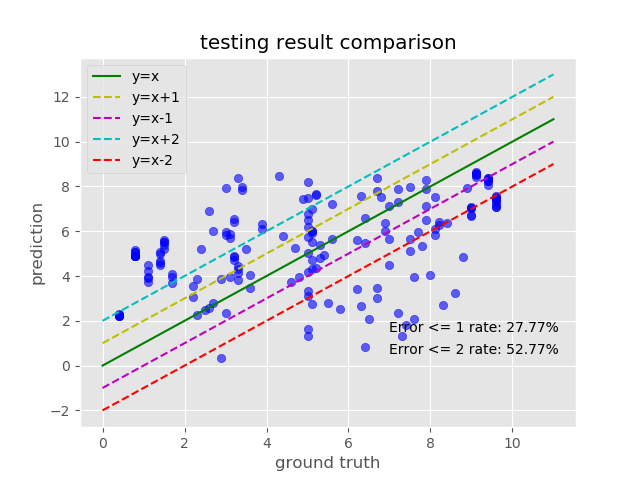 testing result comparison
y=x
y=x+1
y=x-1
y=x+2
y=x-2
12
10
8
6
4
2
0
−2
prediction
Error <= 1 rate: 27.77%
Error <= 2 rate: 52.77%
0
2
4
6
8
10
ground truth